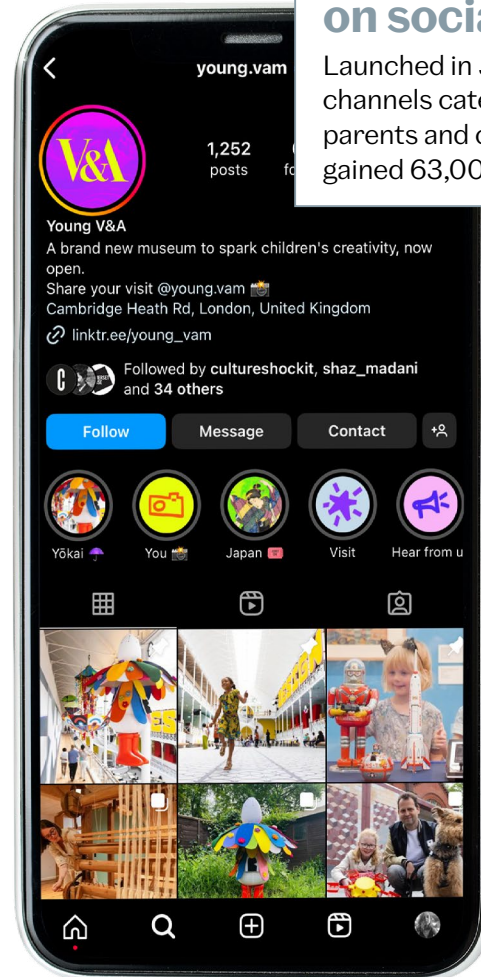 on socia
Launched in
channels cat
parents and
gained 63,00
young.vam
V&A
1,252
posts
Young V&A
A brand new museum to spark children's creativity, now
open.
Share your visit @young.vam 📸
Cambridge Heath Rd, London, United Kingdom
linktr.ee/young_vam
Followed by cultureshockit, shaz_madani
and 34 others
Follow
Message
Contact
Yōkai ☂️
You 📸
Japan 🎫
Visit
Hear from u